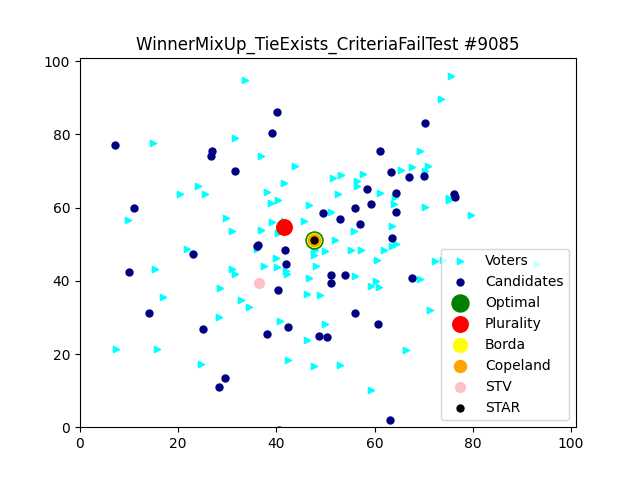 WinnerMixUp_TieExists_CriteriaFailTest #9085
100
80
60
40
20
0
0
20
40
60
80
100
Voters
Candidates
Optimal
Plurality
Borda
Copeland
STV
STAR